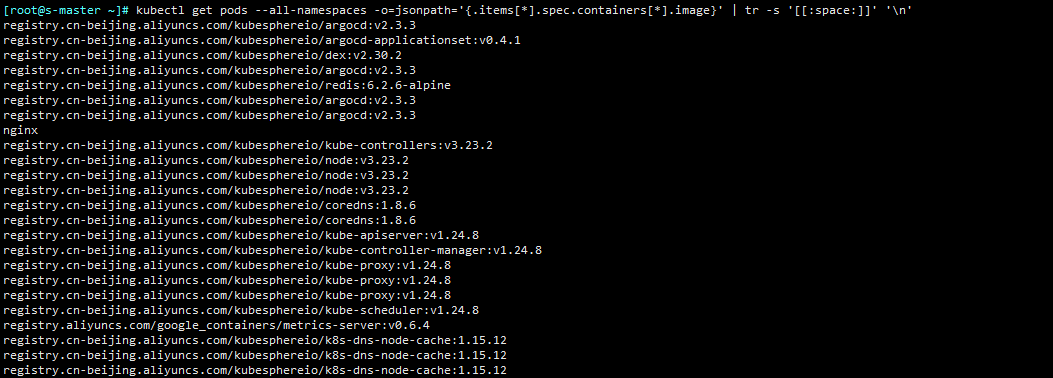 [root@s-master ~]# kubectl get pods --all-namespaces -o=jsonpath='{.items[*].spec.containers[*].image}' | tr -s '[[:space:]]' '\n'
registry.cn-beijing.aliyuncs.com/kubesphereio/argocd:v2.3.3
registry.cn-beijing.aliyuncs.com/kubesphereio/argocd-applicationset:v0.4.1
registry.cn-beijing.aliyuncs.com/kubesphereio/dex:v2.30.2
registry.cn-beijing.aliyuncs.com/kubesphereio/argocd:v2.3.3
registry.cn-beijing.aliyuncs.com/kubesphereio/redis:6.2.6-alpine
registry.cn-beijing.aliyuncs.com/kubesphereio/argocd:v2.3.3
registry.cn-beijing.aliyuncs.com/kubesphereio/argocd:v2.3.3
nginx
registry.cn-beijing.aliyuncs.com/kubesphereio/kube-controllers:v3.23.2
registry.cn-beijing.aliyuncs.com/kubesphereio/node:v3.23.2
registry.cn-beijing.aliyuncs.com/kubesphereio/node:v3.23.2
registry.cn-beijing.aliyuncs.com/kubesphereio/node:v3.23.2
registry.cn-beijing.aliyuncs.com/kubesphereio/coredns:1.8.6
registry.cn-beijing.aliyuncs.com/kubesphereio/coredns:1.8.6
registry.cn-beijing.aliyuncs.com/kubesphereio/kube-apiserver:v1.24.8
registry.cn-beijing.aliyuncs.com/kubesphereio/kube-controller-manager:v1.24.8
registry.cn-beijing.aliyuncs.com/kubesphereio/kube-proxy:v1.24.8
registry.cn-beijing.aliyuncs.com/kubesphereio/kube-proxy:v1.24.8
registry.cn-beijing.aliyuncs.com/kubesphereio/kube-proxy:v1.24.8
registry.cn-beijing.aliyuncs.com/kubesphereio/kube-scheduler:v1.24.8
registry.aliyuncs.com/google_containers/metrics-server:v0.6.4
registry.cn-beijing.aliyuncs.com/kubesphereio/k8s-dns-node-cache:1.15.12
registry.cn-beijing.aliyuncs.com/kubesphereio/k8s-dns-node-cache:1.15.12
registry.cn-beijing.aliyuncs.com/kubesphereio/k8s-dns-node-cache:1.15.12